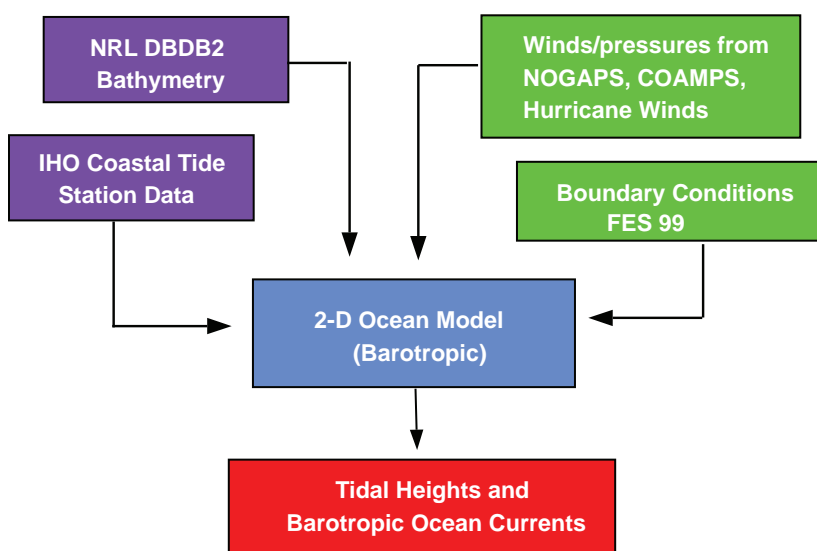 NRL DBDB2
Bathymetry
Winds/pressures from
NOGAPS, COAMPS,
Hurricane Winds
IHO Coastal Tide
Station Data
Boundary Conditions
FES 99
2-D Ocean Model
(Barotropic)
Tidal Heights and
Barotropic Ocean Currents